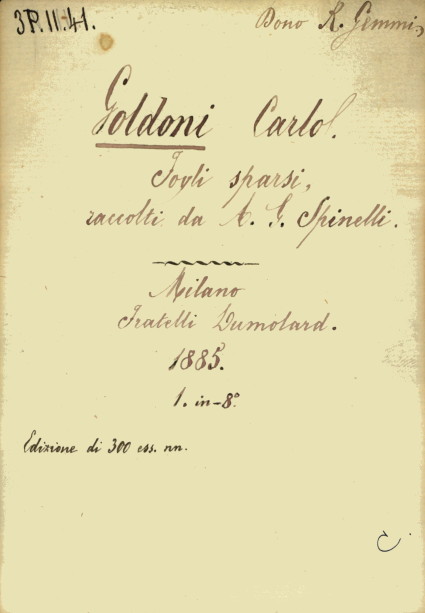 3P.II.41.
Dono R. Gemmi,
Goldoni Carlo.
Fogli sparsi,
raccolti da A. G. Spinelli.
Milano
Fratelli Dumolard.
1885.
1. in-8°
Edizione di 300 ess. nn.
C.